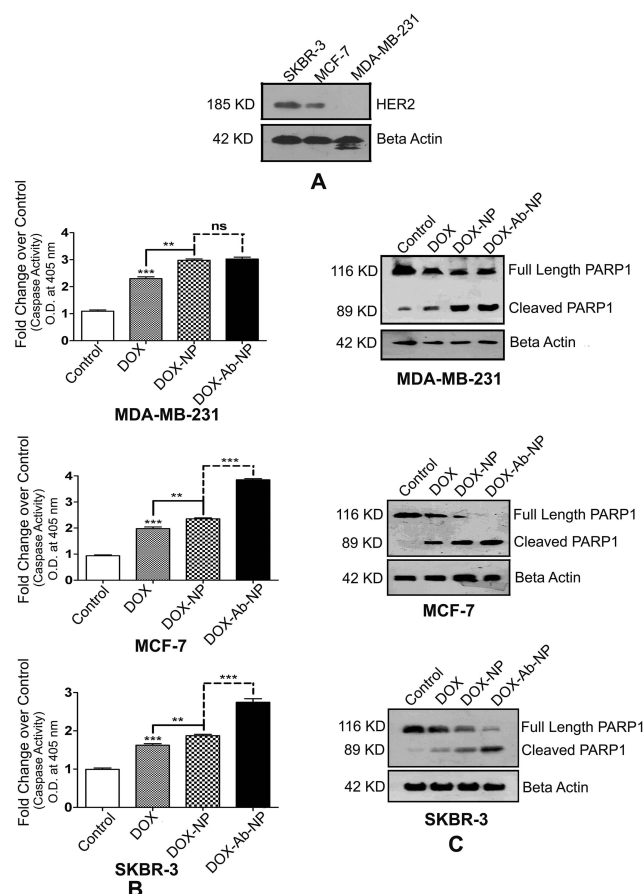 SKBR-3
MCF-7
MDA-MB-231
185 KD
HER2
42 KD
Beta Actin
A
Fold Change over Control
(Caspase Activity)
O.D. at 405 nm
4
3
2
1
0
***
**
ns
Control
DOX
DOX-NP
DOX-Ab-NP
MDA-MB-231
Control
DOX
DOX-NP
DOX-Ab-NP
116 KD
Full Length PARP1
89 KD
Cleaved PARP1
42 KD
Beta Actin
MDA-MB-231
Fold Change over Control
(Caspase Activity)
O.D. at 405 nm
4
3
2
1
0
***
**
***
Control
DOX
DOX-NP
DOX-Ab-NP
MCF-7
Control
DOX
DOX-NP
DOX-Ab-NP
116 KD
Full Length PARP1
89 KD
Cleaved PARP1
42 KD
Beta Actin
MCF-7
Fold Change over Control
(Caspase Activity)
O.D. at 405 nm
3
2
1
0
***
**
***
Control
DOX
DOX-NP
DOX-Ab-NP
SKBR-3
B
Control
DOX
DOX-NP
DOX-Ab-NP
116 KD
Full Length PARP1
89 KD
Cleaved PARP1
42 KD
Beta Actin
SKBR-3
C